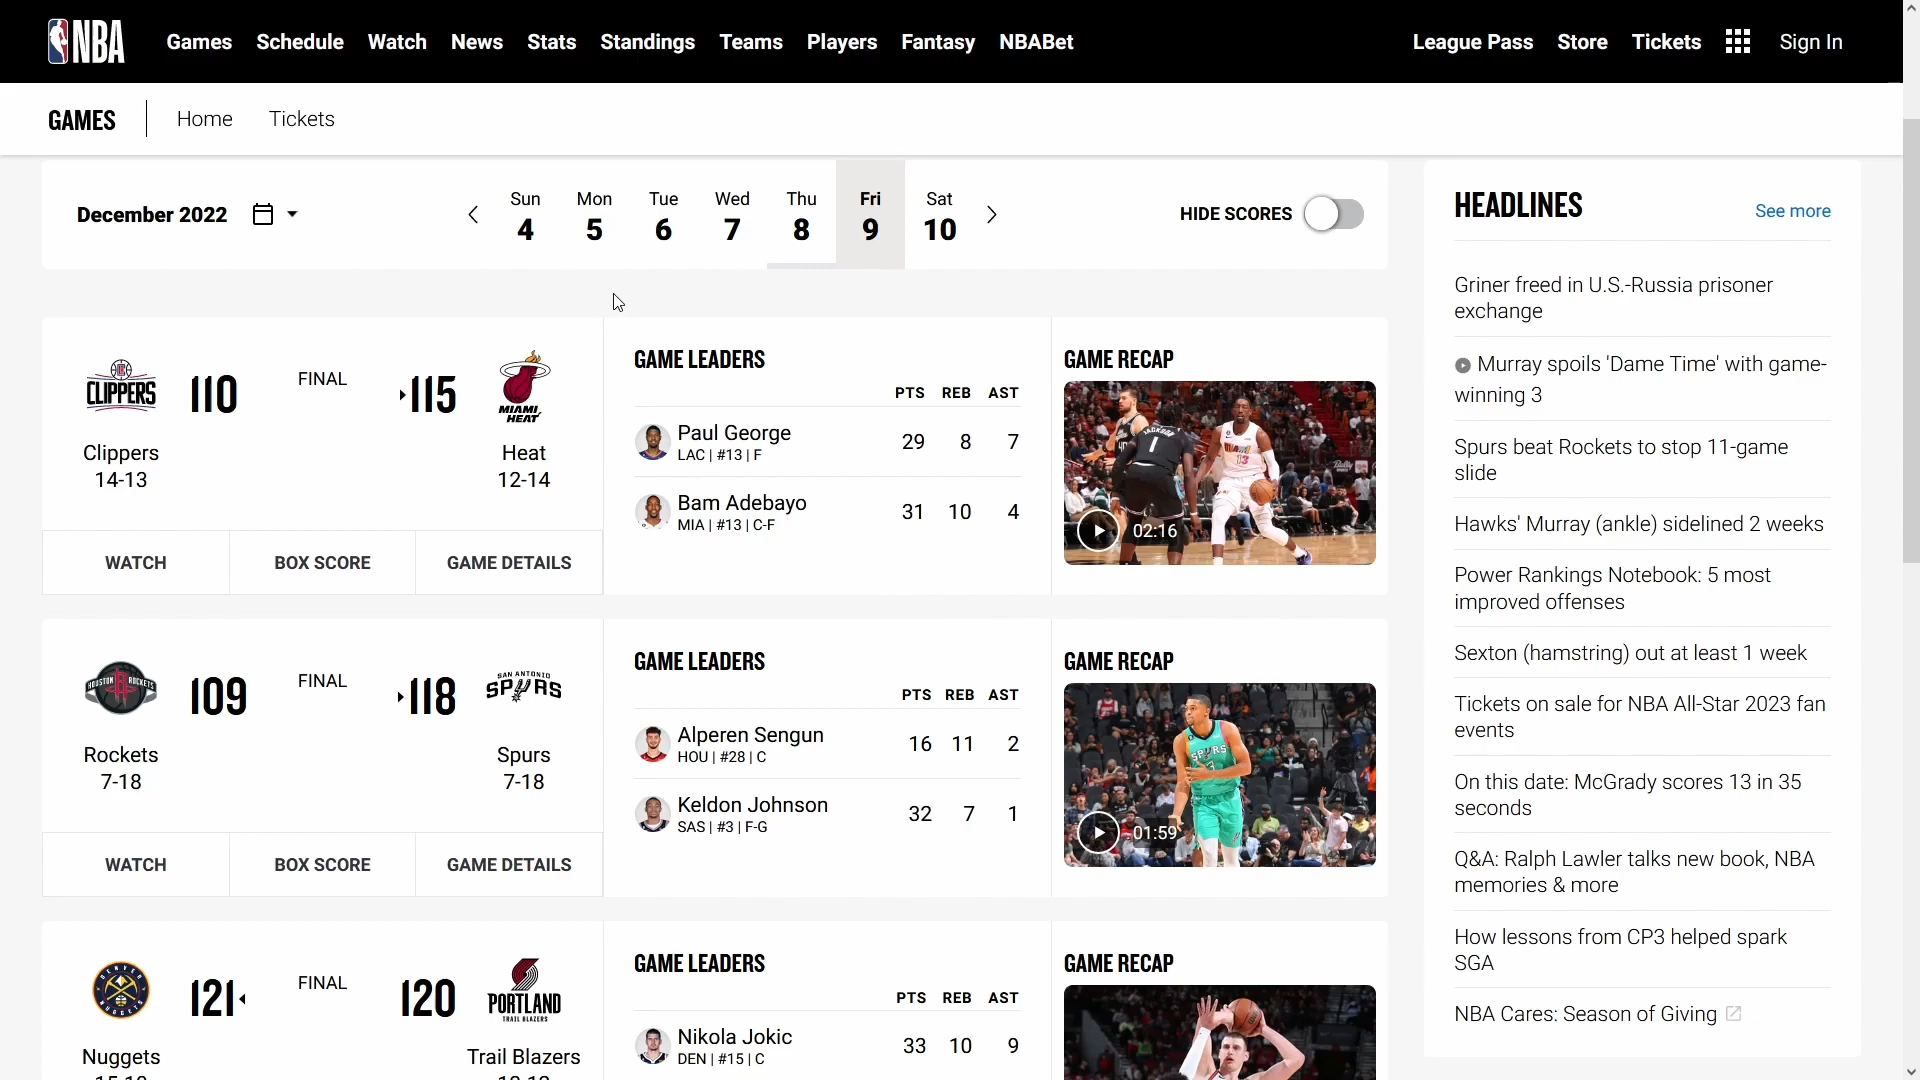 NBA
Games
Schedule
Watch
News
Stats
Standings
Teams
Players
Fantasy
NBABet
League Pass
Store
Tickets
Sign In
GAMES
Home
Tickets
December 2022
Sun
4
Mon
5
Tue
6
Wed
7
Thu
8
Fri
9
Sat
10
HIDE SCORES
CLIPPERS
110
FINAL
115
MIAMI
HEAT
Clippers
14-13
Heat
12-14
WATCH
BOX SCORE
GAME DETAILS
GAME LEADERS
PTS REB AST
Paul George
LAC | #13 | F
29 8 7
Bam Adebayo
MIA | #13 | C-F
31 10 4
GAME RECAP
JACKSON
1
MIAMI
13
02:16
HOUSTON ROCKETS
109
FINAL
118
SAN ANTONIO
SPURS
Rockets
7-18
Spurs
7-18
WATCH
BOX SCORE
GAME DETAILS
GAME LEADERS
PTS REB AST
Alperen Sengun
HOU | #28 | C
16 11 2
Keldon Johnson
SAS | #3 | F-G
32 7 1
GAME RECAP
SPURS
3
01:59
DENVER
NUGGETS
121
FINAL
120
PORTLAND
TRAIL BLAZERS
Nuggets
Trail Blazers
GAME LEADERS
PTS REB AST
Nikola Jokic
DEN | #15 | C
33 10 9
GAME RECAP
HEADLINES
See more
Griner freed in U.S.-Russia prisoner
exchange
Murray spoils 'Dame Time' with game-
winning 3
Spurs beat Rockets to stop 11-game
slide
Hawks' Murray (ankle) sidelined 2 weeks
Power Rankings Notebook: 5 most
improved offenses
Sexton (hamstring) out at least 1 week
Tickets on sale for NBA All-Star 2023 fan
events
On this date: McGrady scores 13 in 35
seconds
Q&A: Ralph Lawler talks new book, NBA
memories & more
How lessons from CP3 helped spark
SGA
NBA Cares: Season of Giving